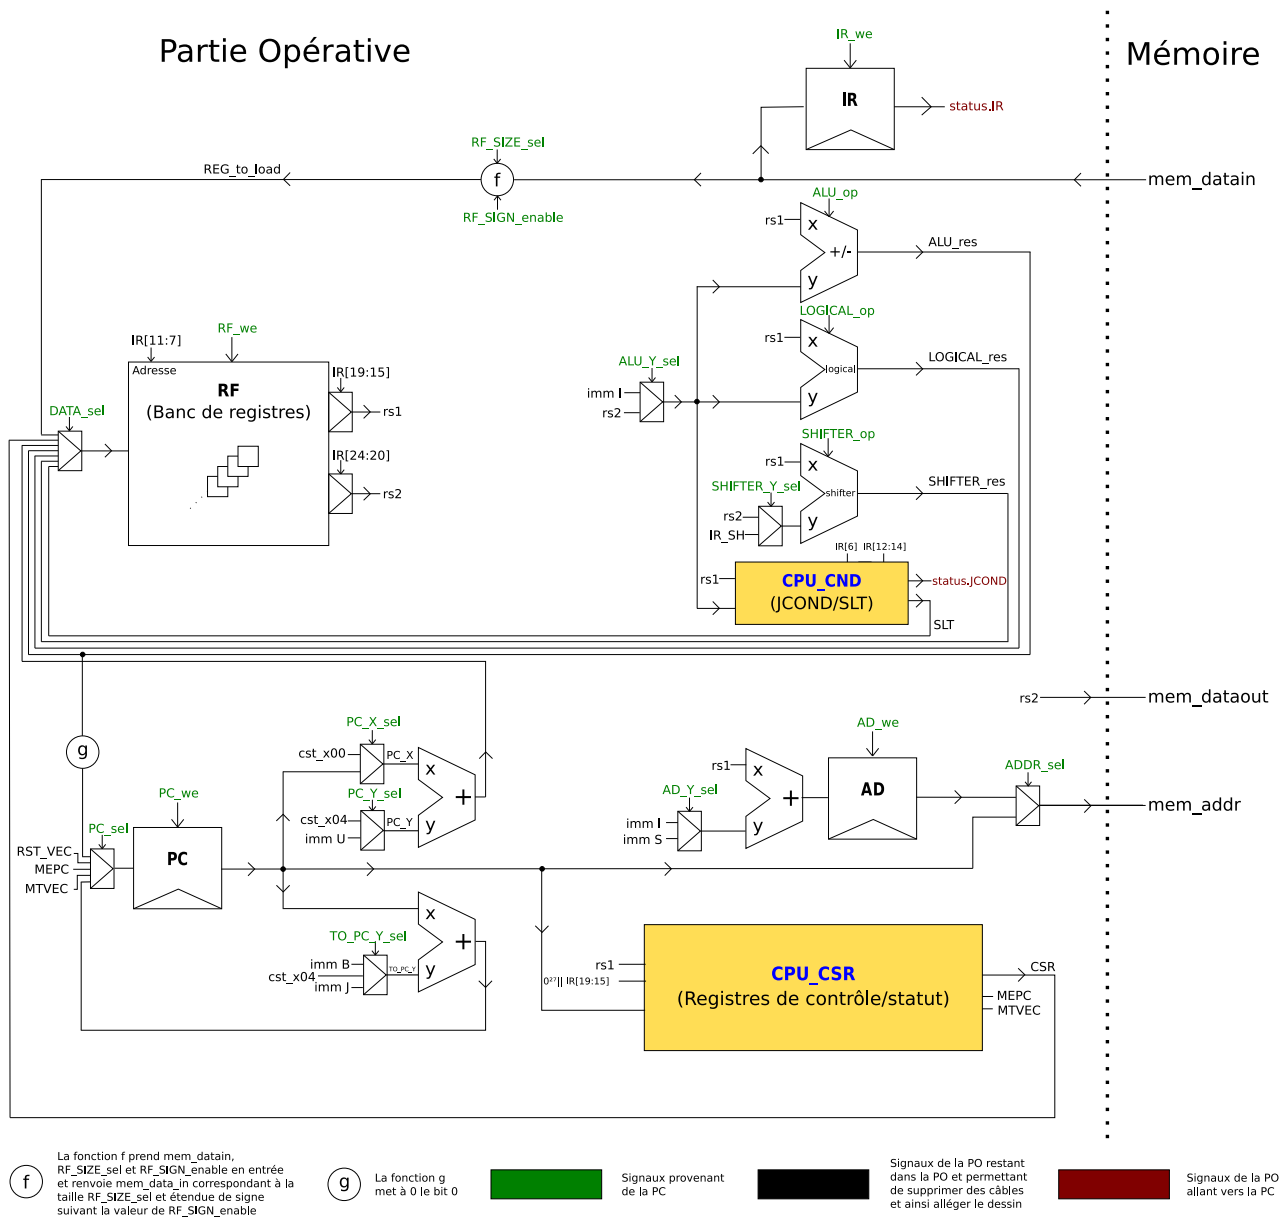 Partie Opérative
Mémoire
IR_we
IR
status.IR
RF_SIZE_sel
REG_to_load
f
mem_datain
RF_SIGN_enable
ALU_op
rs1
x
+/-
y
ALU_res
LOGICAL_op
rs1
x
logical
y
LOGICAL_res
IR[11:7]
RF_we
Adresse
RF
(Banc de registres)
IR[19:15]
rs1
IR[24:20]
rs2
DATA_sel
ALU_Y_sel
imm I
rs2
SHIFTER_op
rs1
x
shifter
y
SHIFTER_res
SHIFTER_Y_sel
rs2
IR_SH
IR[6]
IR[12:14]
rs1
CPU_CND
(JCOND/SLT)
status.JCOND
SLT
rs2
mem_dataout
g
PC_X_sel
cst_x00
PC_X
x
+
y
PC_Y_sel
cst_x04
imm U
PC_Y
AD_we
rs1
x
+
y
AD
AD_Y_sel
imm I
imm S
ADDR_sel
mem_addr
PC_we
PC_sel
PC
RST_VEC
MEPC
MTVEC
TO_PC_Y_sel
imm B
cst_x04
imm J
TO_PC_Y
x
+
y
rs1
0²⁷|| IR[19:15]
CPU_CSR
(Registres de contrôle/statut)
CSR
MEPC
MTVEC
f
La fonction f prend mem_datain,
RF_SIZE_sel et RF_SIGN_enable en entrée
et renvoie mem_data_in correspondant à la
taille RF_SIZE_sel et étendue de signe
suivant la valeur de RF_SIGN_enable
g
La fonction g
met à 0 le bit 0
Signaux provenant
de la PC
Signaux de la PO restant
dans la PO et permettant
de supprimer des câbles
et ainsi alléger le dessin
Signaux de la PO
allant vers la PC